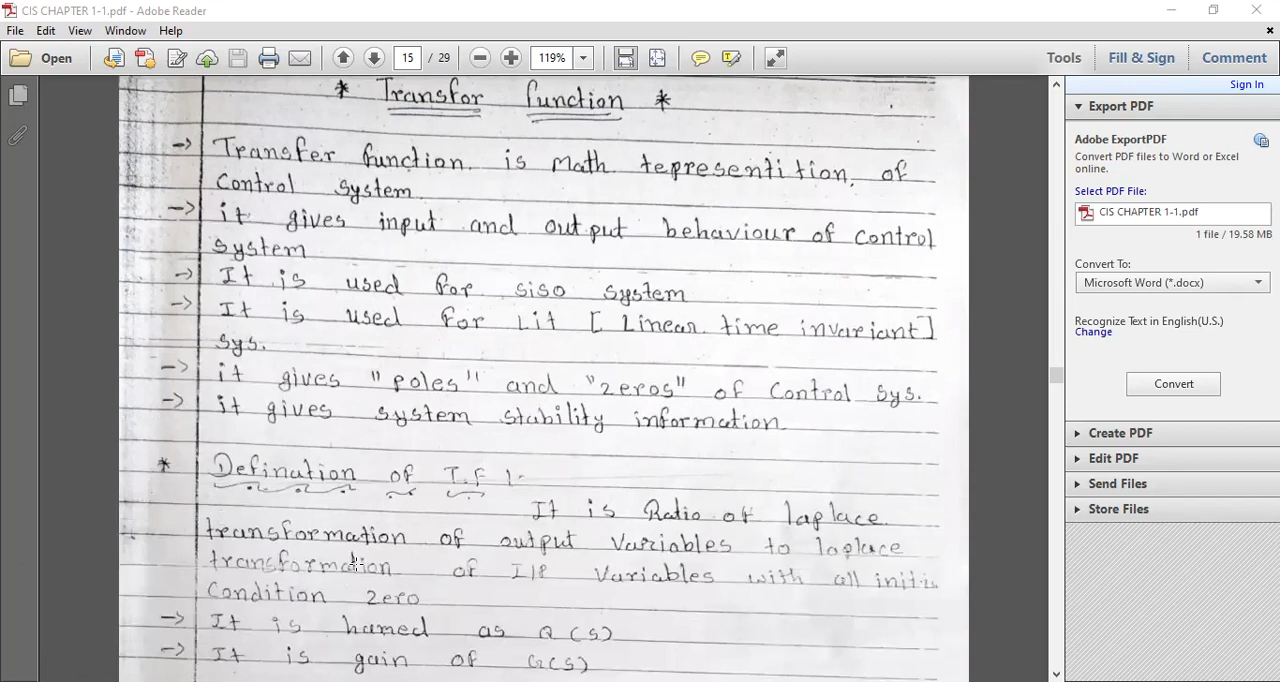 CIS CHAPTER 1-1.pdf - Adobe Reader
File Edit View Window Help
Open 15 / 29 119% Tools Fill & Sign Comment
Sign In
Export PDF
Adobe ExportPDF
Convert PDF files to Word or Excel
online.
Select PDF File:
CIS CHAPTER 1-1.pdf
1 file / 19.58 MB
Convert To:
Microsoft Word (*.docx)
Recognize Text in English(U.S.)
Change
Convert
Create PDF
Edit PDF
Send Files
Store Files
* Transfor function *
-> Transfer function is Math tepresentition of
Control system
-> it gives input and output behaviour of control
system
-> It is used for siso system
-> It is used for Lit [ Linear time invariant]
sys.
-> it gives "poles" and "zeros" of Control sys.
-> it gives system stability information
* Defination of T.F :-
It is Ratio of laplace
transformation of output Variables to laplace
transformation of I/P Variables with all initi
Condition zero
-> It is named as G(S)
-> It is gain of G(S)